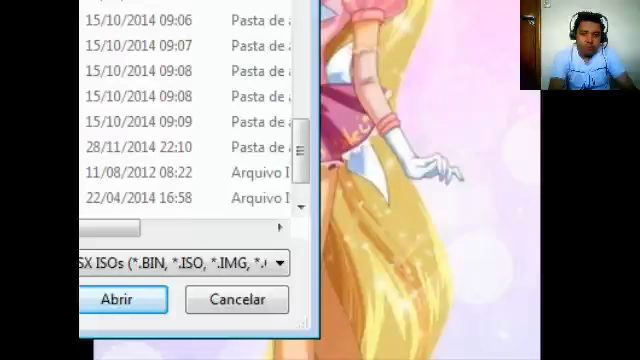 15/10/2014 09:06 Pasta de a
15/10/2014 09:07 Pasta de a
15/10/2014 09:08 Pasta de a
15/10/2014 09:08 Pasta de a
15/10/2014 09:09 Pasta de a
28/11/2014 22:10 Pasta de a
11/08/2012 08:22 Arquivo I
22/04/2014 16:58 Arquivo I
SX ISOs (*.BIN, *.ISO, *.IMG, *.
Abrir Cancelar